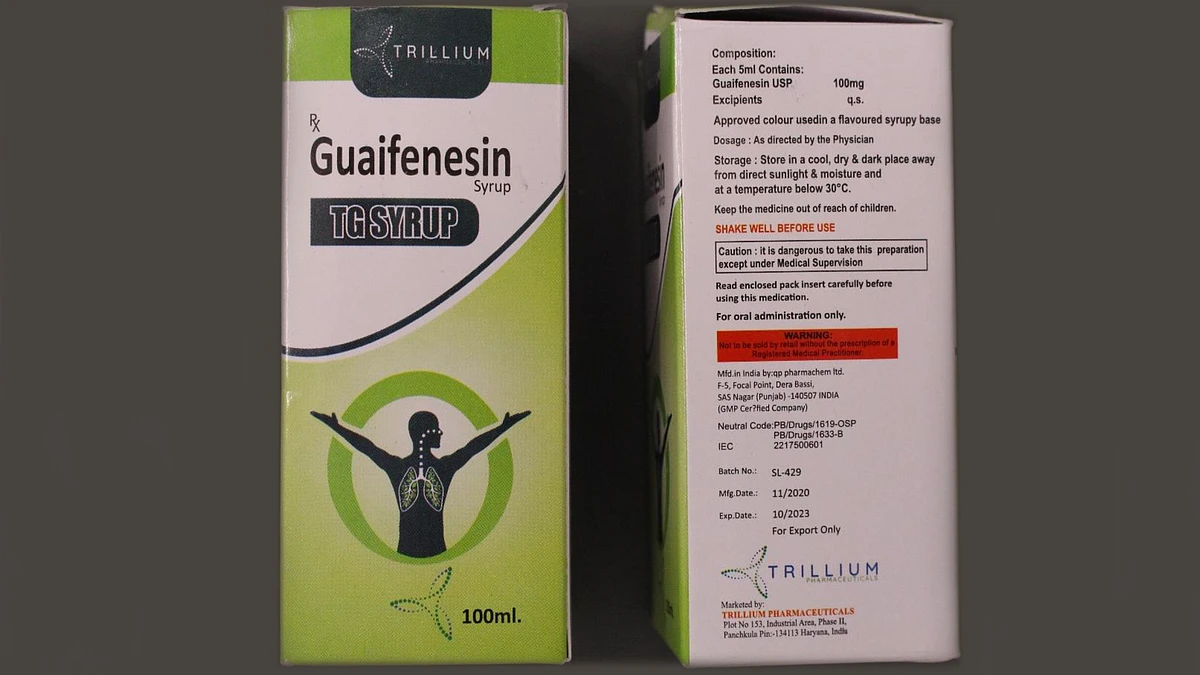 TRILLIUM
PHARMACEUTICALS
Rx
Guaifenesin
Syrup
TG SYRUP
100ml.
Composition:
Each 5ml Contains:
Guaifenesin USP 100mg
Excipients q.s.
Approved colour usedin a flavoured syrupy base
Dosage : As directed by the Physician
Storage : Store in a cool, dry & dark place away
from direct sunlight & moisture and
at a temperature below 30°C.
Keep the medicine out of reach of children.
SHAKE WELL BEFORE USE
Caution : it is dangerous to take this preparation
except under Medical Supervision
Read enclosed pack insert carefully before
using this medication.
For oral administration only.
WARNING:
Not to be sold by retail without the prescription of a
Registered Medical Practitioner.
Mfd.in India by:qp pharmachem ltd.
F-5, Focal Point, Dera Bassi,
SAS Nagar (Punjab) -140507 INDIA
(GMP Cer?fied Company)
Neutral Code:PB/Drugs/1619-OSP
PB/Drugs/1633-B
IEC 2217500601
Batch No.: SL-429
Mfg.Date.: 11/2020
Exp.Date.: 10/2023
For Export Only
TRILLIUM
PHARMACEUTICALS
Marketed by:
TRILLIUM PHARMACEUTICALS
Plot No 153, Industrial Area, Phase II,
Panchkula Pin:-134113 Haryana, India